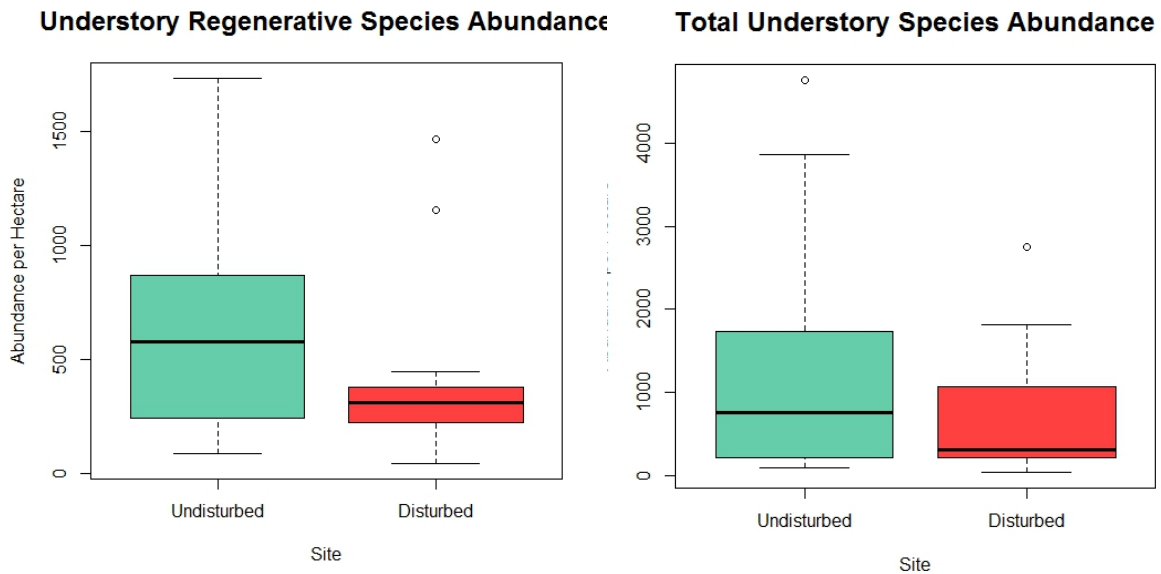 Understory Regenerative Species Abundance
Abundance per Hectare
1500
1000
500
0
Undisturbed
Disturbed
Site
Total Understory Species Abundance
4000
3000
2000
1000
0
Undisturbed
Disturbed
Site